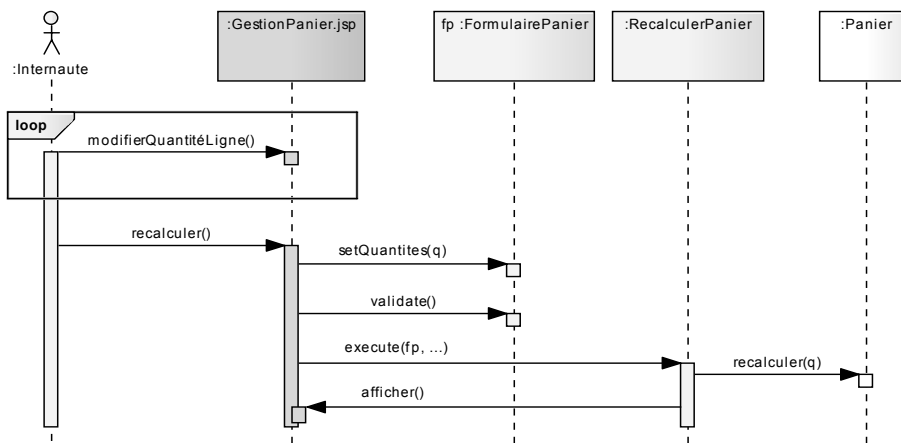 :GestionPanier.jsp
fp :FormulairePanier
:RecalculerPanier
:Panier
:Internaute
loop
modifierQuantitéLigne()
recalculer()
setQuantites(q)
validate()
execute(fp, ...)
recalculer(q)
afficher()